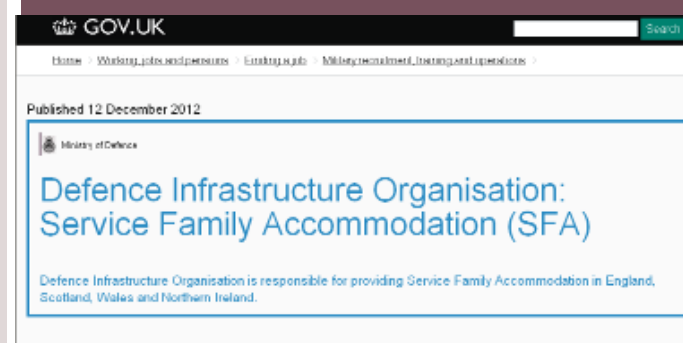 GOV.UK
Search
Home > Working, jobs and pensions > Finding a job > Military recruitment, training and operations >
Published 12 December 2012
Ministry of Defence
Defence Infrastructure Organisation:
Service Family Accommodation (SFA)
Defence Infrastructure Organisation is responsible for providing Service Family Accommodation in England,
Scotland, Wales and Northern Ireland.